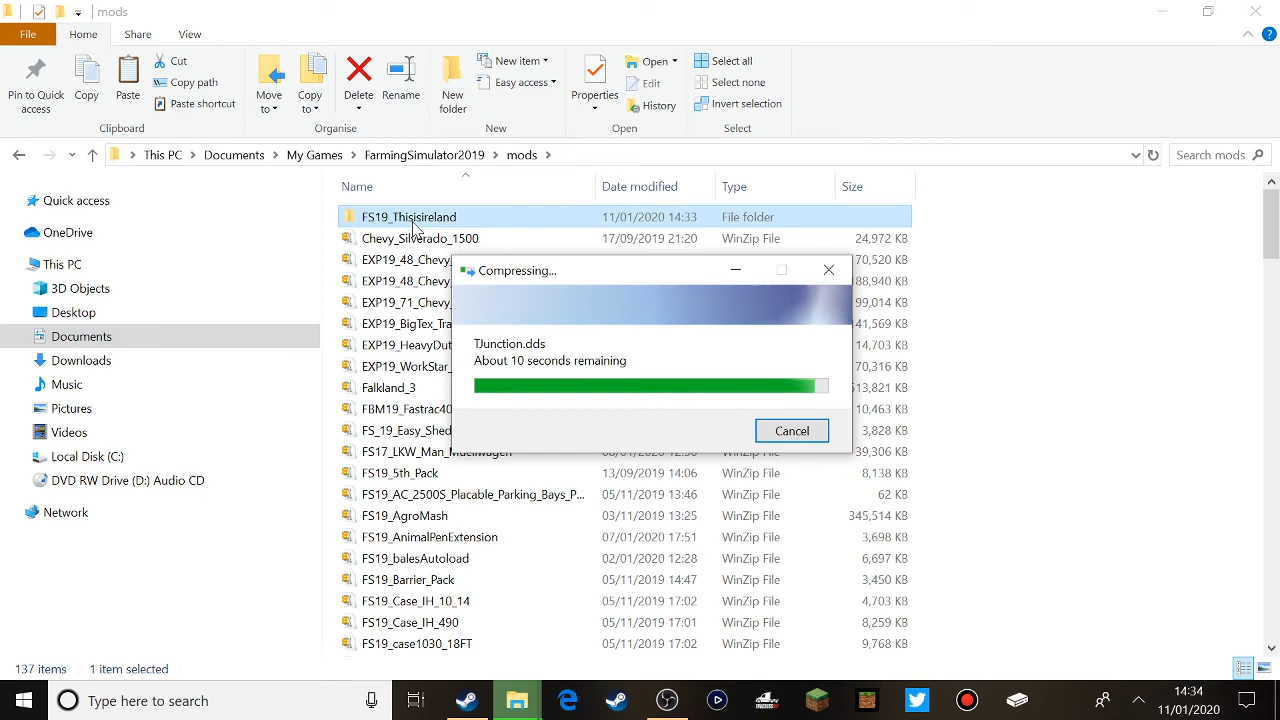 mods
File Home Share View
Pin to Quick access
Copy
Paste
Cut
Copy path
Paste shortcut
Clipboard
Move to
Copy to
Delete
Rename
Organise
New folder
New item
Easy access
New
Properties
Open
Edit
History
Open
Select all
Select none
Invert selection
Select
This PC > Documents > My Games > FarmingSimulator2019 > mods >
Search mods
Quick access
OneDrive
This PC
3D Objects
Desktop
Documents
Downloads
Music
Pictures
Videos
Local Disk (C:)
DVD RW Drive (D:) Audio CD
Network
Name Date modified Type Size
FS19_Thisisireland 11/01/2020 14:33 File folder
Chevy_Silverado_1500 17/09/2019 21:20 WinZip File 24,972 KB
EXP19_48_Chevy_ 70,520 KB
EXP19_48_Chevy_ 88,940 KB
EXP19_71_Chevy_ 99,014 KB
EXP19_BigTex_Tra 41,569 KB
EXP19_HeavyDut 14,703 KB
EXP19_WorkStar_ 70,316 KB
Falkland_3 513,821 KB
FBM19_Fastrac40 10,463 KB
FS_19_Easy_Shed 3,828 KB
FS17_LKW_Man_Muellwagen WinZip File 39,306 KB
FS19_5th_Pack 13/09/2019 14:06 WinZip File 8,138 KB
FS19_AC_2500S_Placable_Parking_Bays_P... 05/11/2019 13:46 WinZip File 62 KB
FS19_AgroMash 03/11/2019 13:25 WinZip File 345,514 KB
FS19_AnimalPenExtension 07/01/2020 17:51 WinZip File 3,698 KB
FS19_balesAutoload 02/01/2020 12:28 WinZip File 6,697 KB
FS19_Barrier_Pack 05/11/2019 14:47 WinZip File 3,450 KB
FS19_Case_IH_10_14 05/11/2019 17:02 WinZip File 4,703 KB
FS19_Case_IH_490 05/11/2019 17:01 WinZip File 8,259 KB
FS19_case1030_18FT 05/11/2019 17:02 WinZip File 9,768 KB
Compressing...
TJunction.dds
About 10 seconds remaining
Cancel
137 items 1 item selected
Type here to search
14:34
11/01/2020